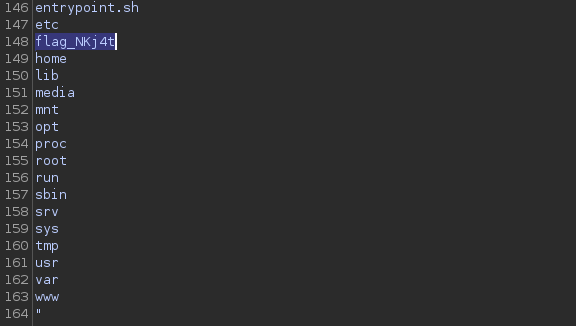 146 entrypoint.sh
147 etc
148 flag_NKj4t
149 home
150 lib
151 media
152 mnt
153 opt
154 proc
155 root
156 run
157 sbin
158 srv
159 sys
160 tmp
161 usr
162 var
163 www
164 "